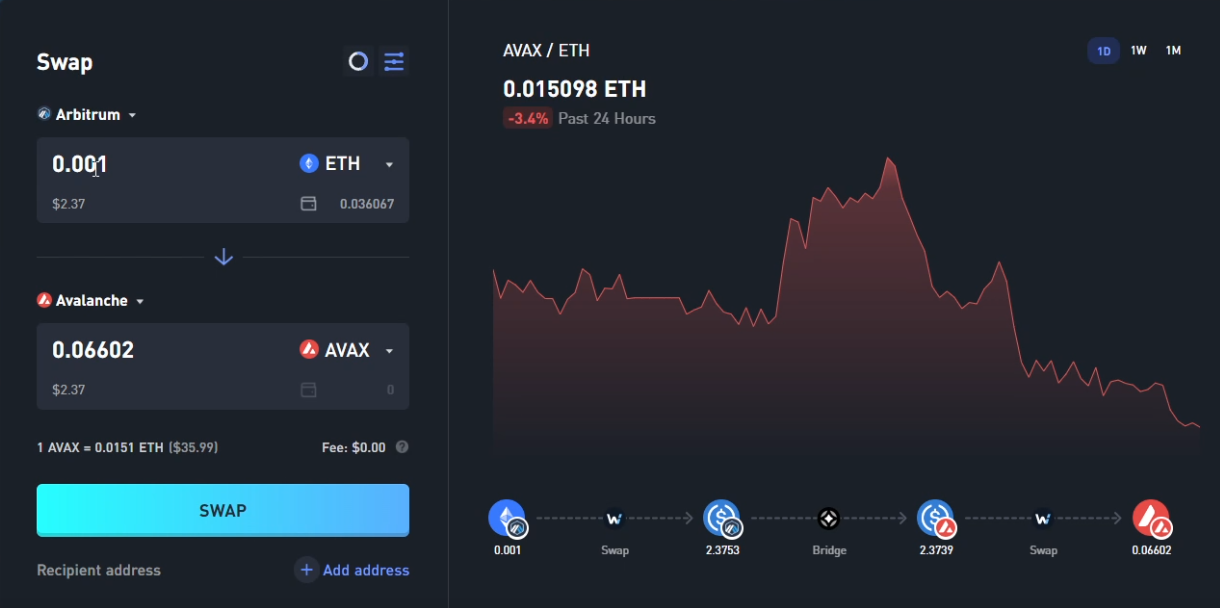 Swap
Arbitrum
0.001 ETH
$2.37 0.036067
Avalanche
0.06602 AVAX
$2.37 0
1 AVAX = 0.0151 ETH ($35.99) Fee: $0.00 ?
SWAP
Recipient address + Add address
AVAX / ETH 1D 1W 1M
0.015098 ETH
-3.4% Past 24 Hours
0.001 Swap 2.3753 Bridge 2.3739 Swap 0.06602